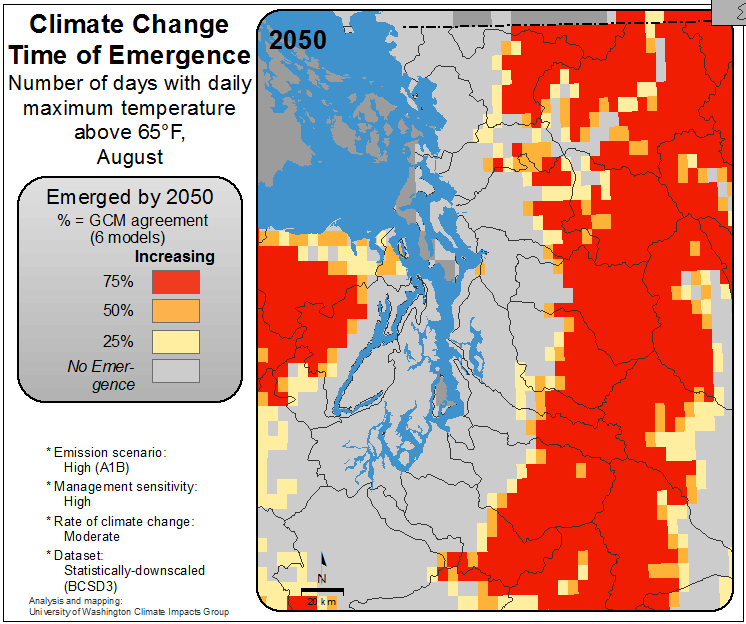 Climate Change
Time of Emergence
Number of days with daily
maximum temperature
above 65°F,
August
Emerged by 2050
% = GCM agreement
(6 models)
Increasing
75%
50%
25%
No Emer-
gence
* Emission scenario:
High (A1B)
* Management sensitivity:
High
* Rate of climate change:
Moderate
* Dataset:
Statistically-downscaled
(BCSD3)
Analysis and mapping:
University of Washington Climate Impacts Group
2050
N
20 km